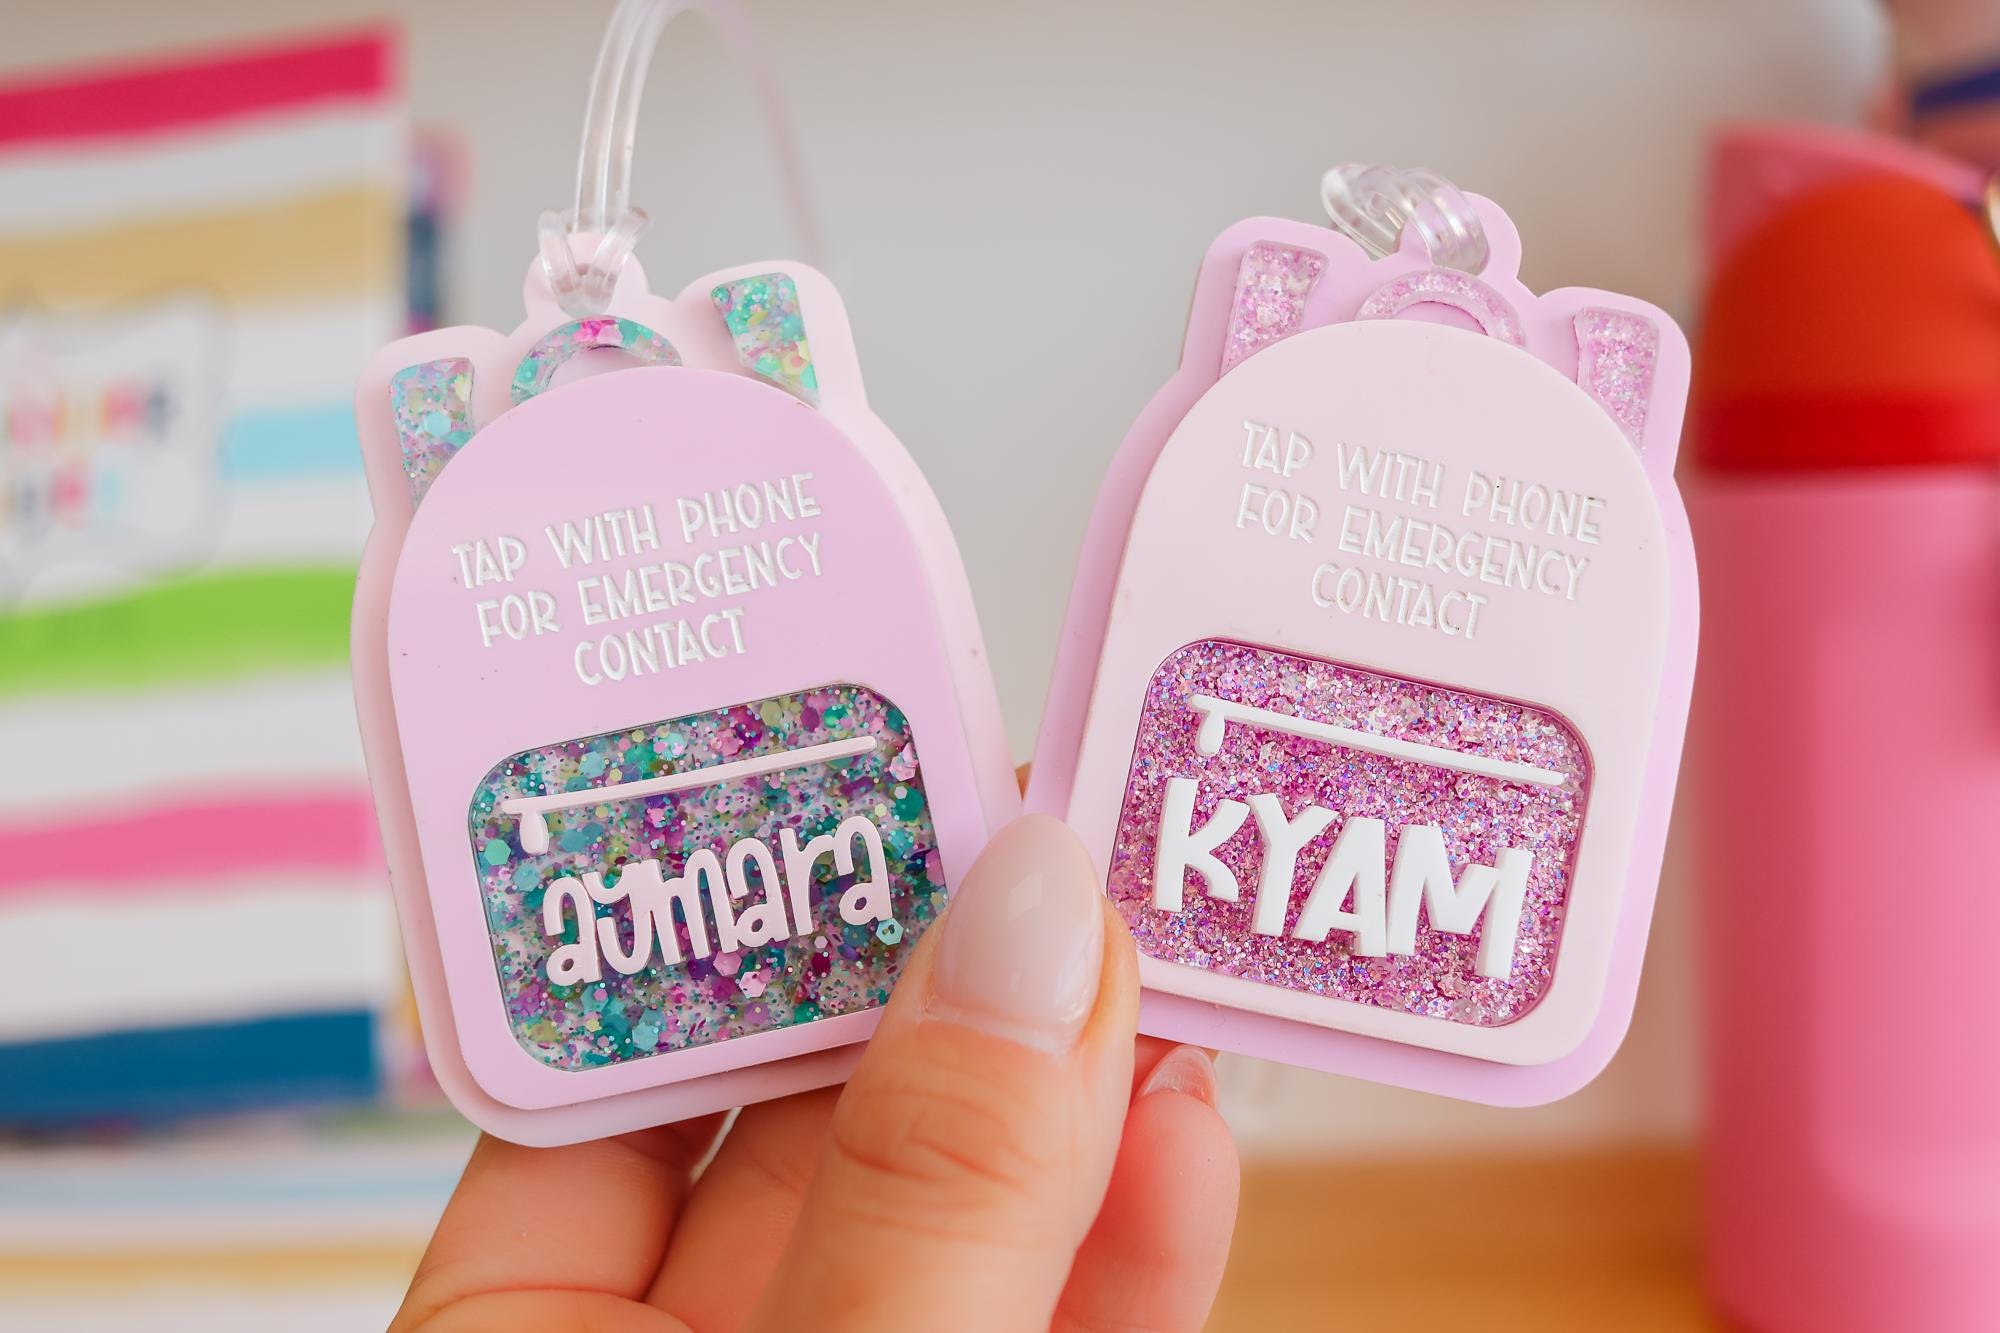 TAP WITH PHONE
FOR EMERGENCY
CONTACT
aymara
TAP WITH PHONE
FOR EMERGENCY
CONTACT
KYAM